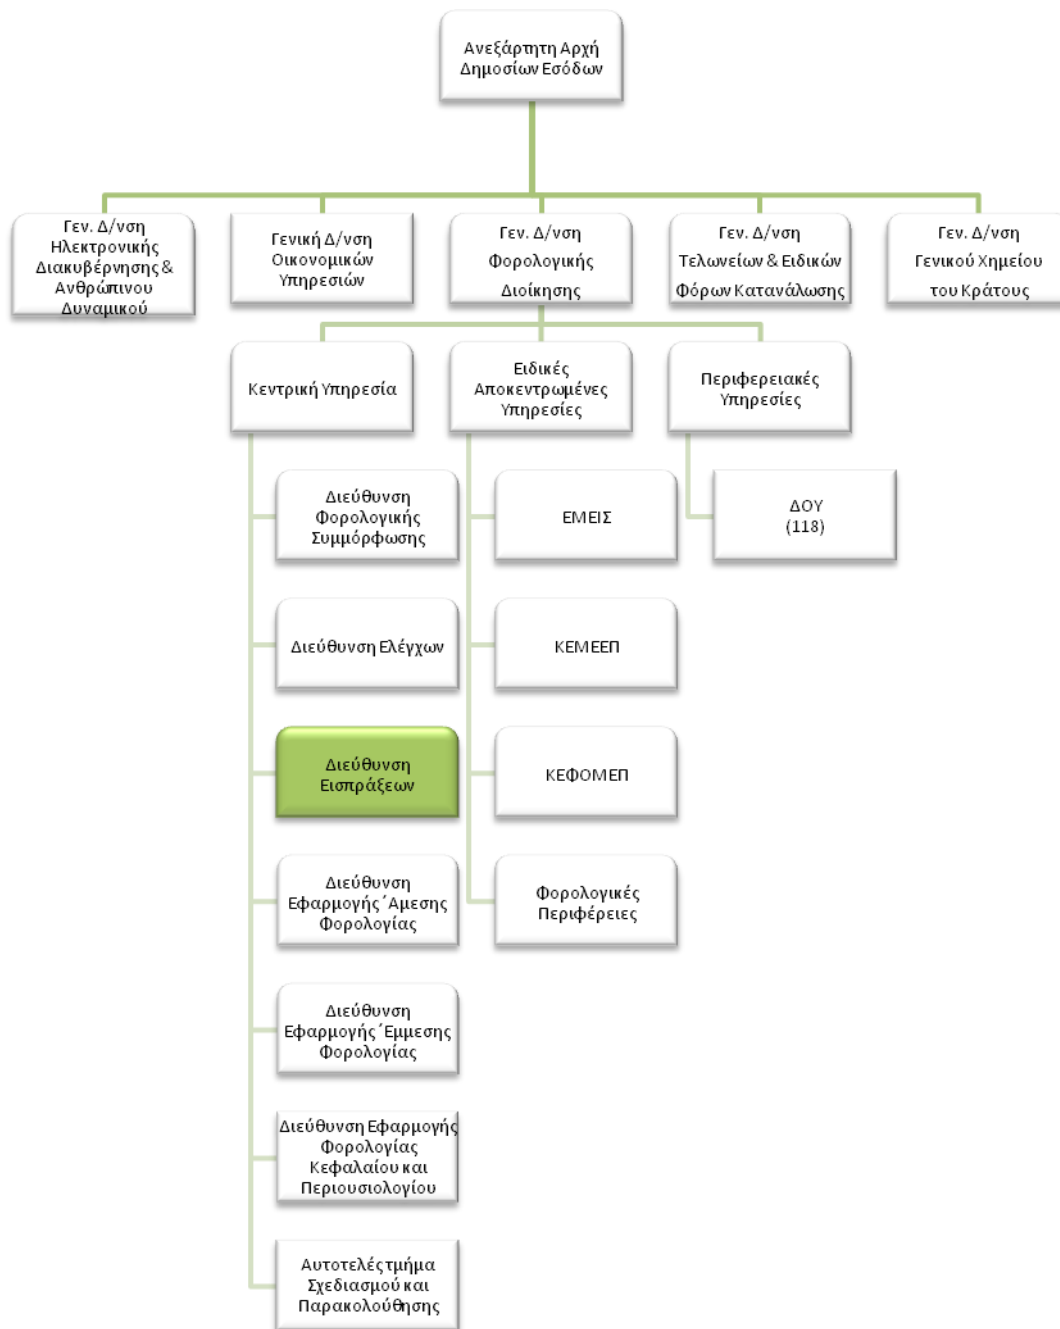 Ανεξάρτητη Αρχή
Δημοσίων Εσόδων
Γεν. Δ/νση
Ηλεκτρονικής
Διακυβέρνησης &
Ανθρώπινου
Δυναμικού
Γενική Δ/νση
Οικονομικών
Υπηρεσιών
Γεν. Δ/νση
Φορολογικής
Διοίκησης
Γεν. Δ/νση
Τελωνείων & Ειδικών
Φόρων Κατανάλωσης
Γεν. Δ/νση
Γενικού Χημείου
του Κράτους
Κεντρική Υπηρεσία
Ειδικές
Αποκεντρωμένες
Υπηρεσίες
Περιφερειακές
Υπηρεσίες
Διεύθυνση
Φορολογικής
Συμμόρφωσης
Διεύθυνση Ελέγχων
Διεύθυνση
Εισπράξεων
Διεύθυνση
Εφαρμογής ΄Αμεσης
Φορολογίας
Διεύθυνση
Εφαρμογής ΄Εμμεσης
Φορολογίας
Διεύθυνση Εφαρμογής
Φορολογίας
Κεφαλαίου και
Περιουσιολογίου
Αυτοτελές τμήμα
Σχεδιασμού και
Παρακολούθησης
ΕΜΕΙΣ
ΚΕΜΕΕΠ
ΚΕΦΟΜΕΠ
Φορολογικές
Περιφέρειες
ΔΟΥ
(118)